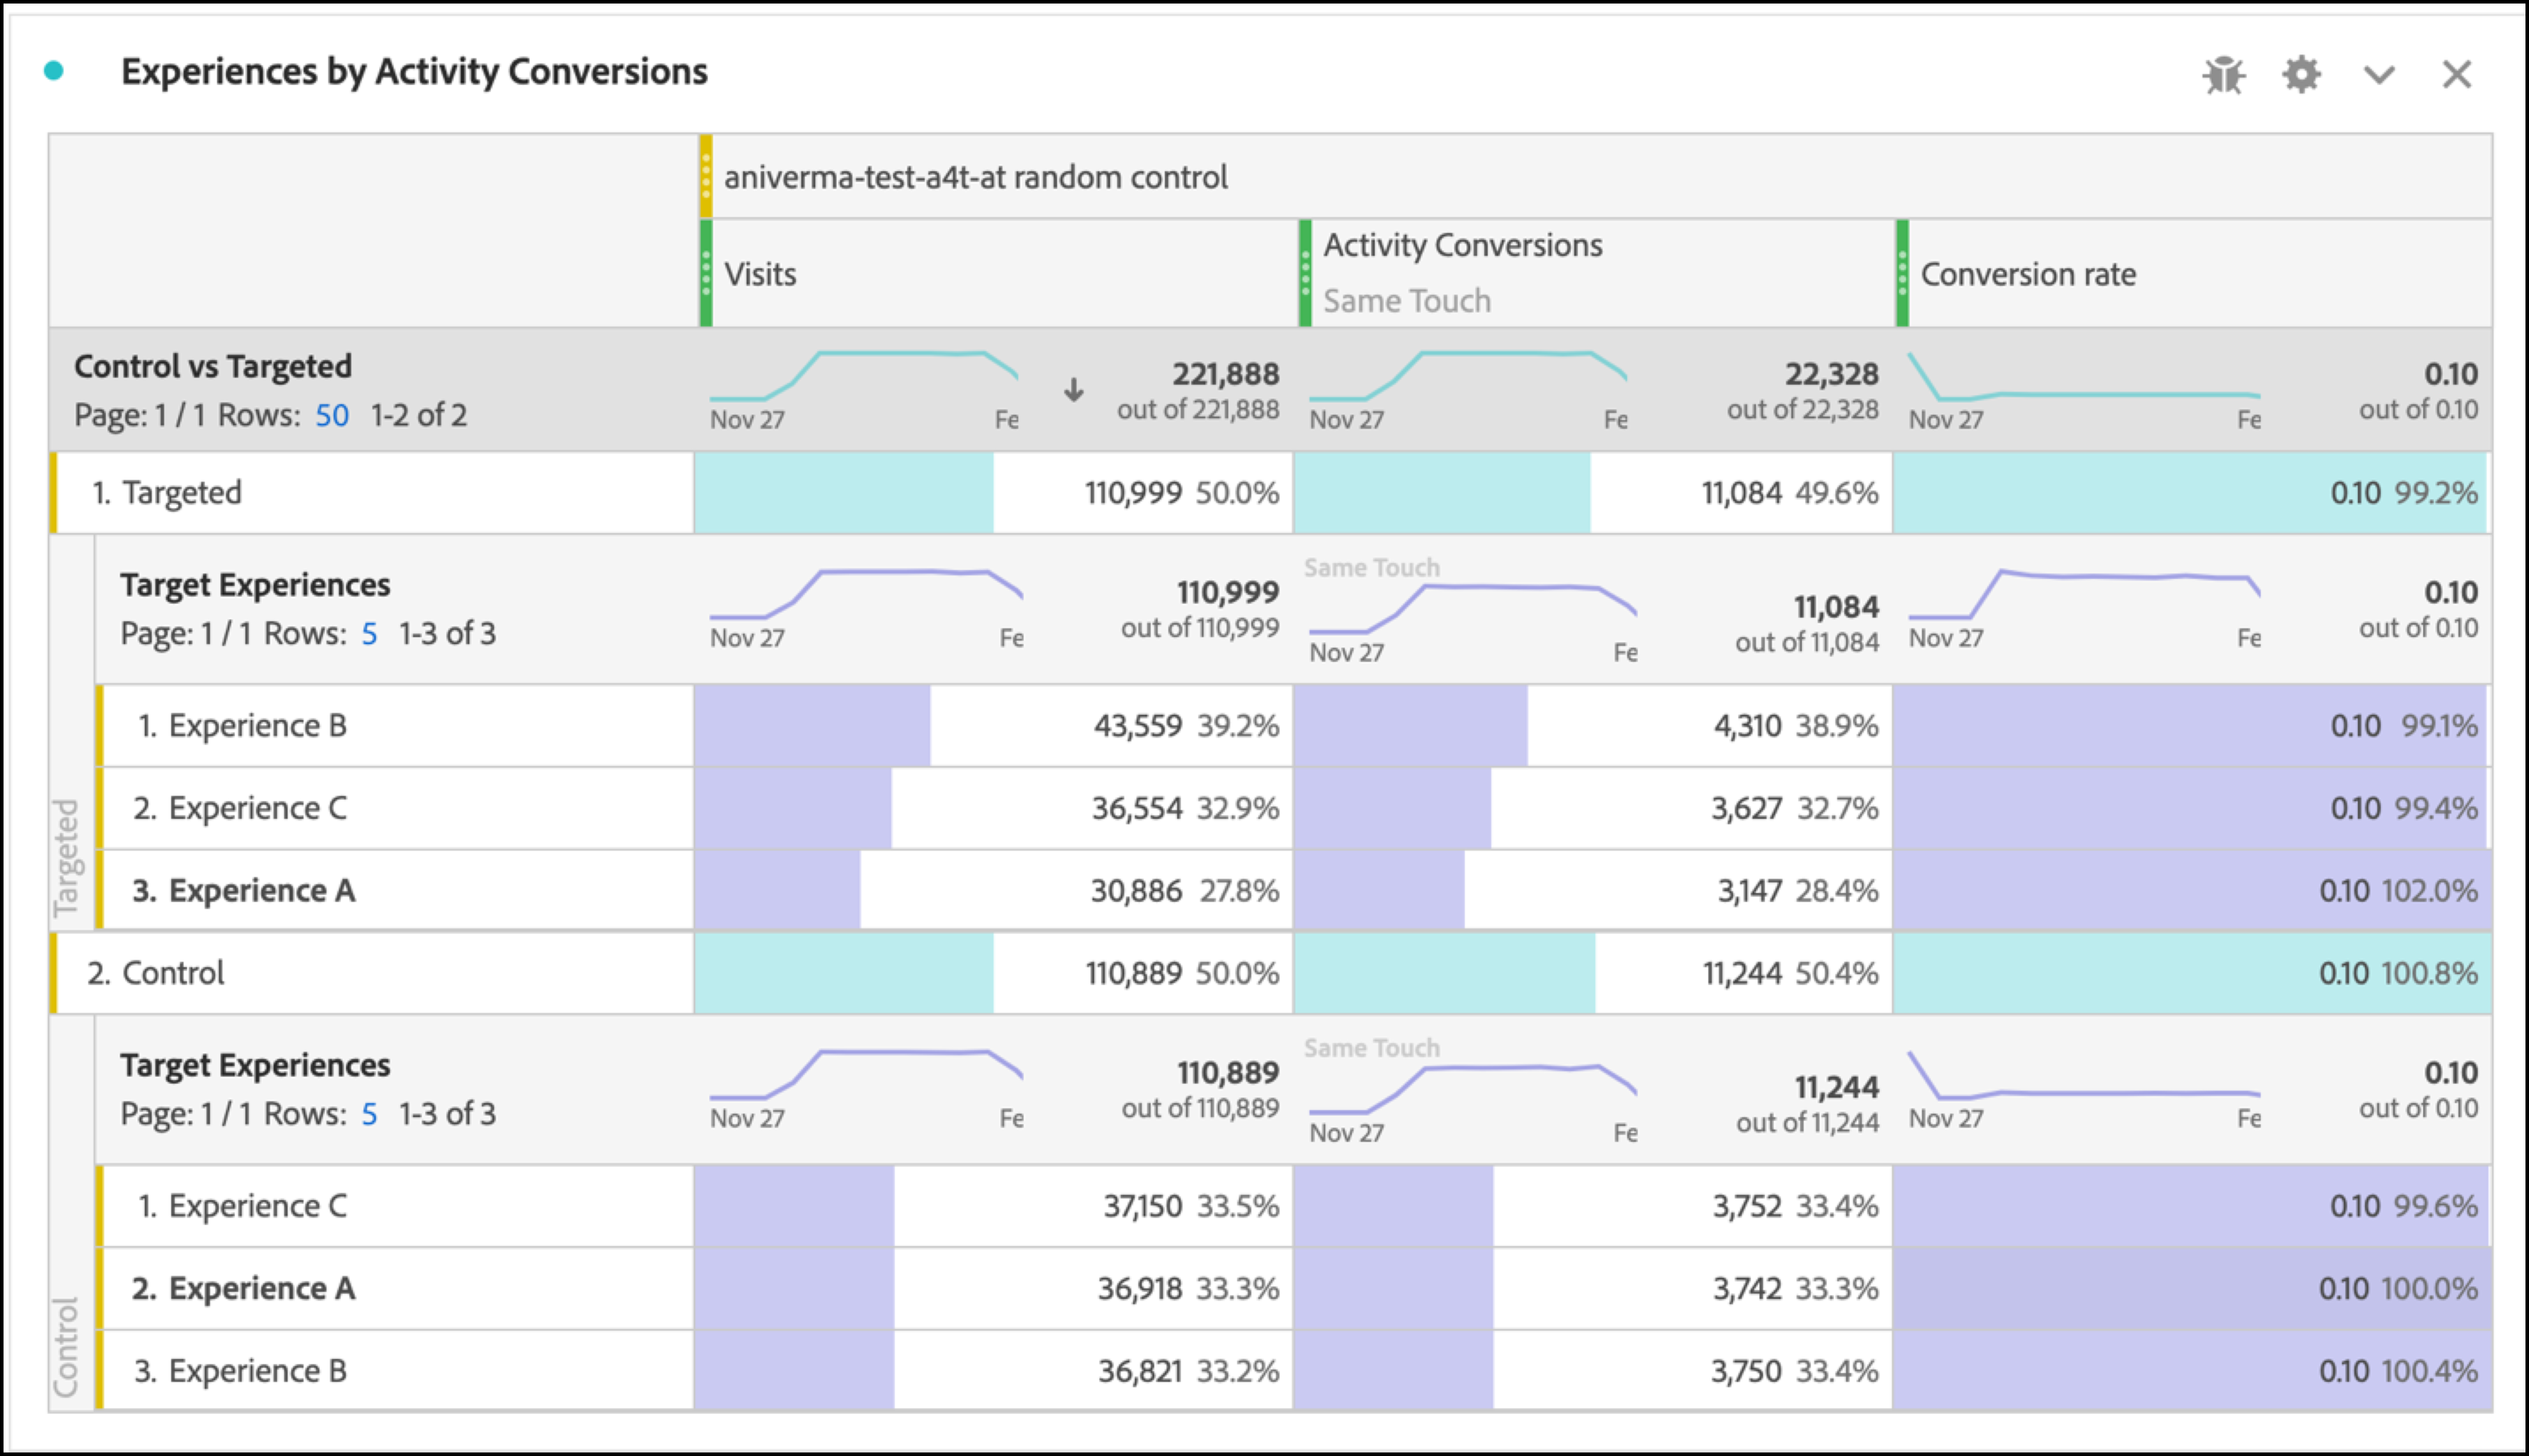 Experiences by Activity Conversions
aniverma-test-a4t-at random control
Visits
Activity Conversions
Same Touch
Conversion rate
Control vs Targeted
Page: 1 / 1 Rows: 50 1-2 of 2
Nov 27 Fe
221,888
out of 221,888
Nov 27 Fe
22,328
out of 22,328
Nov 27 Fe
0.10
out of 0.10
1. Targeted 110,999 50.0% 11,084 49.6% 0.10 99.2%
Targeted
Target Experiences
Page: 1 / 1 Rows: 5 1-3 of 3
Nov 27 Fe
110,999
out of 110,999
Same Touch
Nov 27 Fe
11,084
out of 11,084
Nov 27 Fe
0.10
out of 0.10
1. Experience B 43,559 39.2% 4,310 38.9% 0.10 99.1%
2. Experience C 36,554 32.9% 3,627 32.7% 0.10 99.4%
3. Experience A 30,886 27.8% 3,147 28.4% 0.10 102.0%
2. Control 110,889 50.0% 11,244 50.4% 0.10 100.8%
Control
Target Experiences
Page: 1 / 1 Rows: 5 1-3 of 3
Nov 27 Fe
110,889
out of 110,889
Same Touch
Nov 27 Fe
11,244
out of 11,244
Nov 27 Fe
0.10
out of 0.10
1. Experience C 37,150 33.5% 3,752 33.4% 0.10 99.6%
2. Experience A 36,918 33.3% 3,742 33.3% 0.10 100.0%
3. Experience B 36,821 33.2% 3,750 33.4% 0.10 100.4%